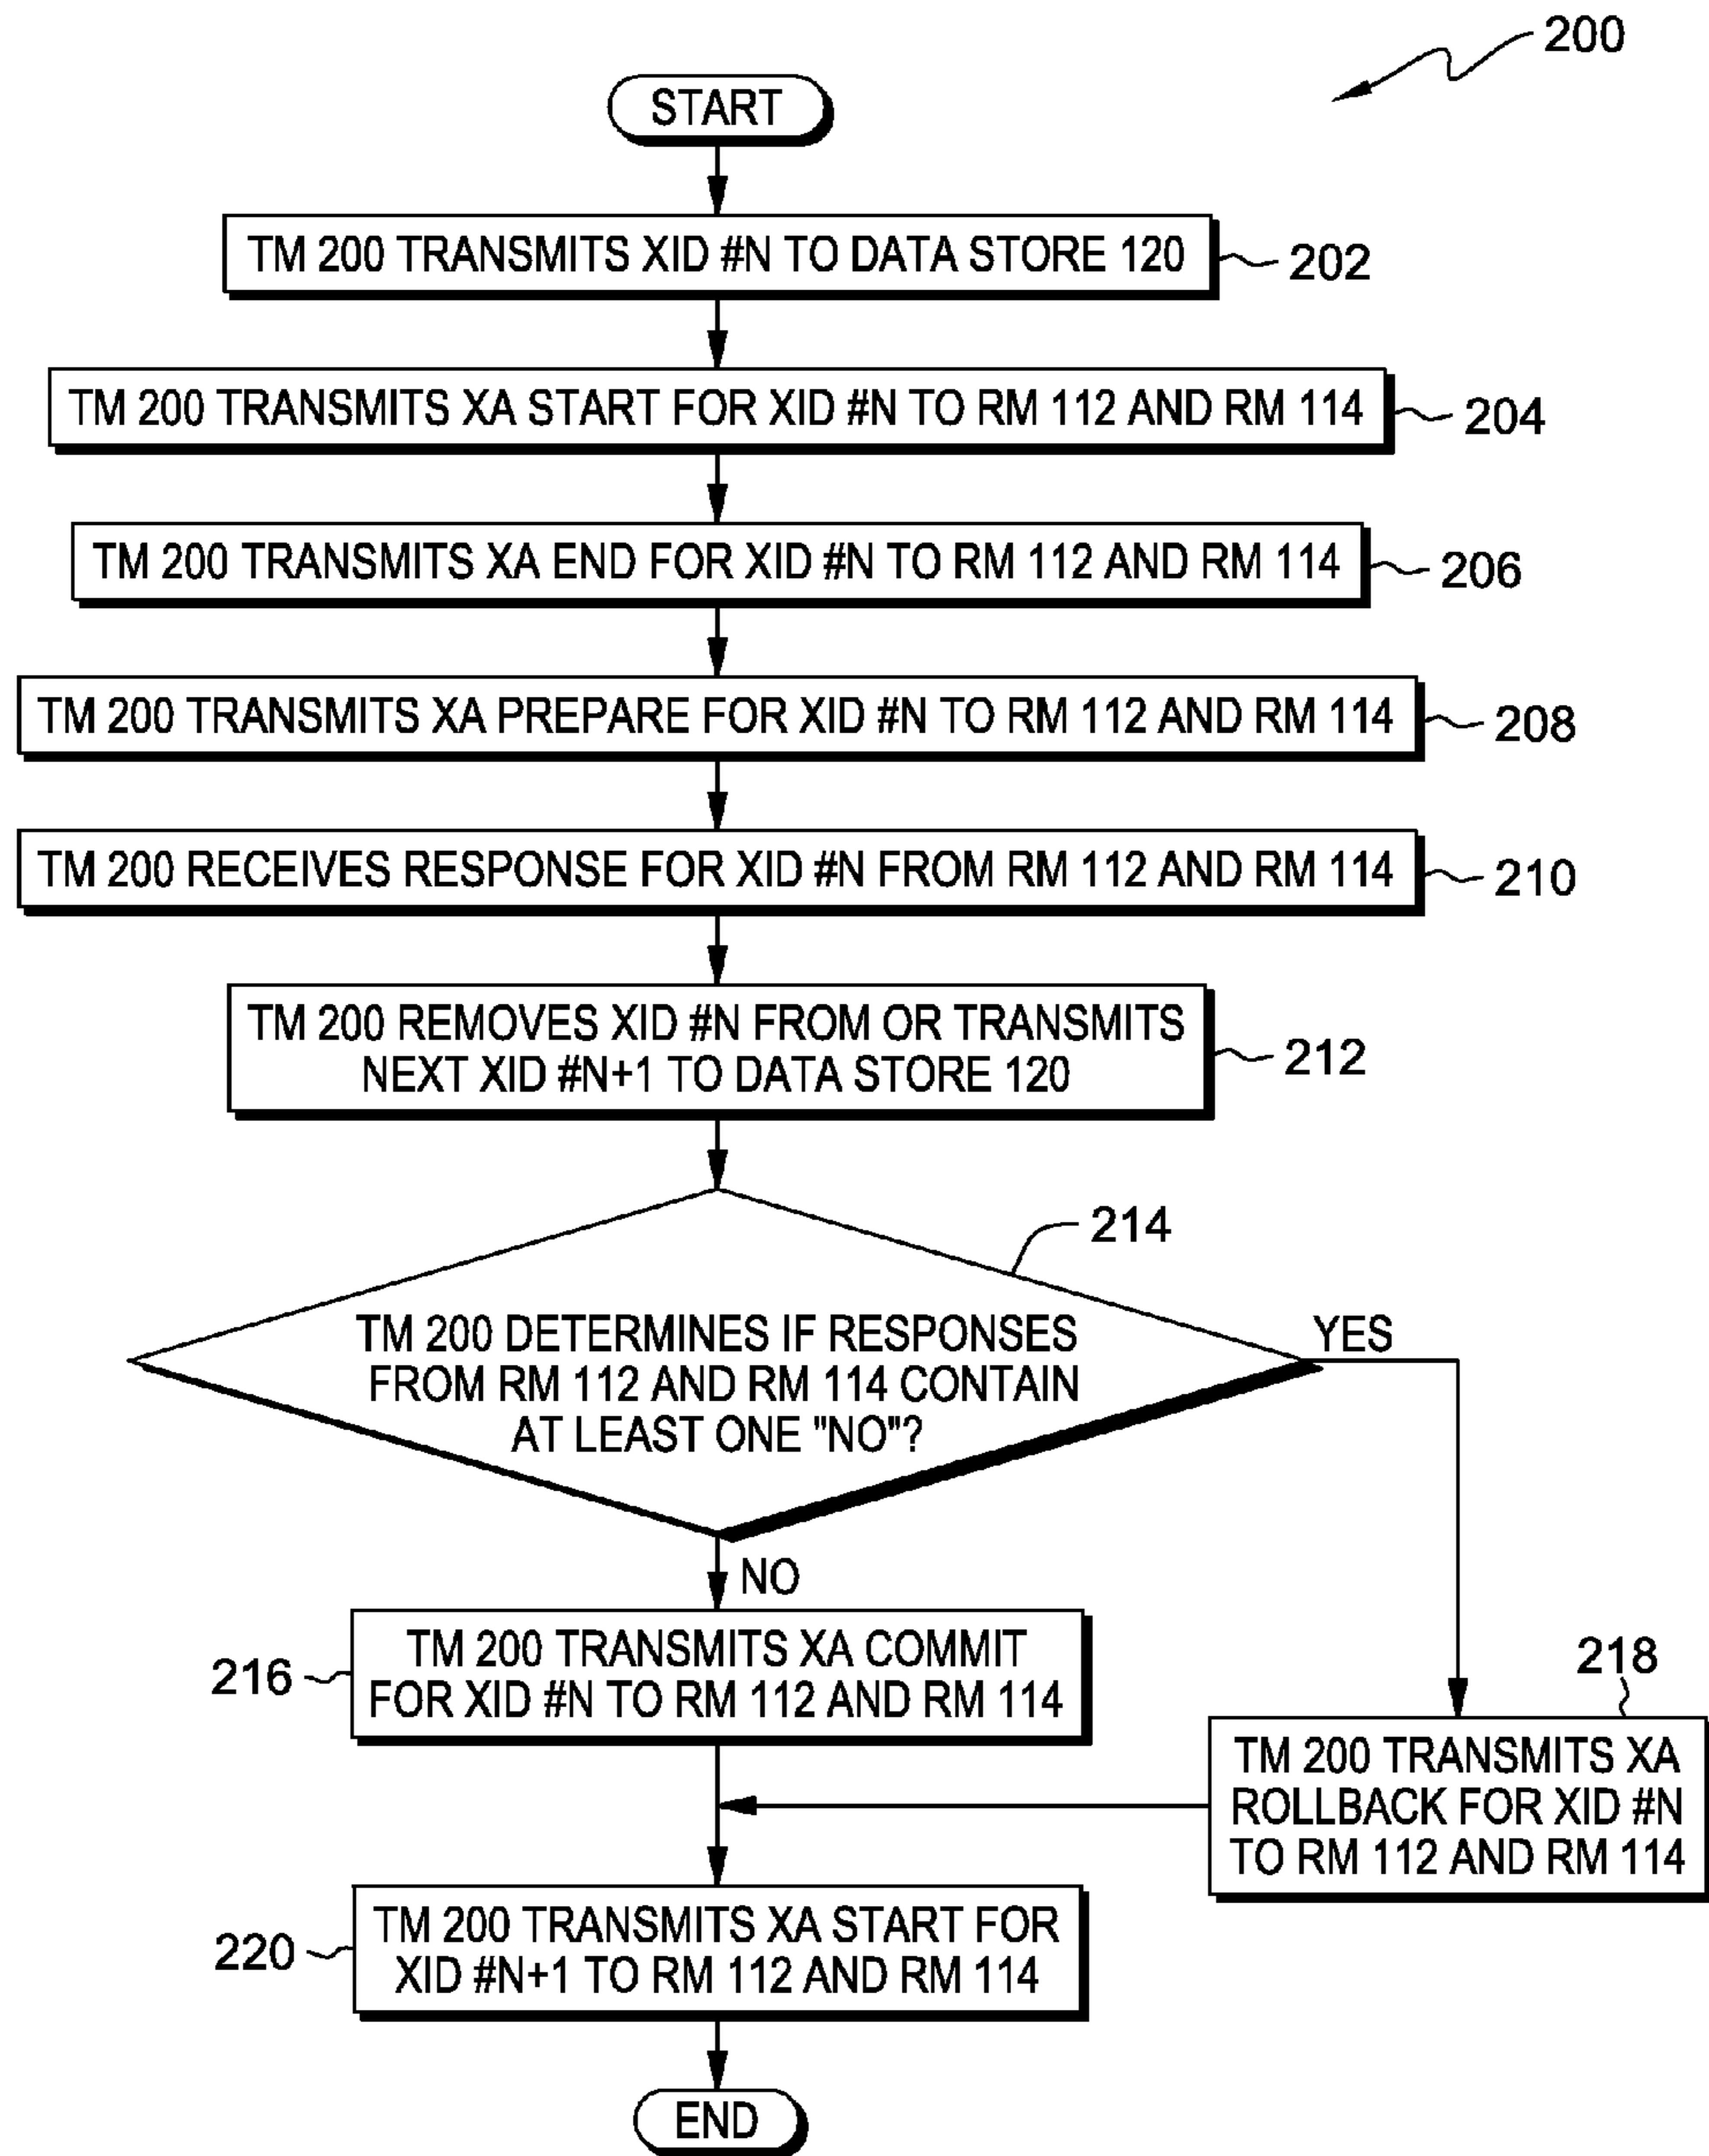 200
START
TM 200 TRANSMITS XID #N TO DATA STORE 120
202
TM 200 TRANSMITS XA START FOR XID #N TO RM 112 AND RM 114
204
TM 200 TRANSMITS XA END FOR XID #N TO RM 112 AND RM 114
206
TM 200 TRANSMITS XA PREPARE FOR XID #N TO RM 112 AND RM 114
208
TM 200 RECEIVES RESPONSE FOR XID #N FROM RM 112 AND RM 114
210
TM 200 REMOVES XID #N FROM OR TRANSMITS
NEXT XID #N+1 TO DATA STORE 120
212
214
TM 200 DETERMINES IF RESPONSES
FROM RM 112 AND RM 114 CONTAIN
AT LEAST ONE "NO"?
YES
NO
TM 200 TRANSMITS XA COMMIT
FOR XID #N TO RM 112 AND RM 114
216
218
TM 200 TRANSMITS XA
ROLLBACK FOR XID #N
TO RM 112 AND RM 114
TM 200 TRANSMITS XA START FOR
XID #N+1 TO RM 112 AND RM 114
220
END